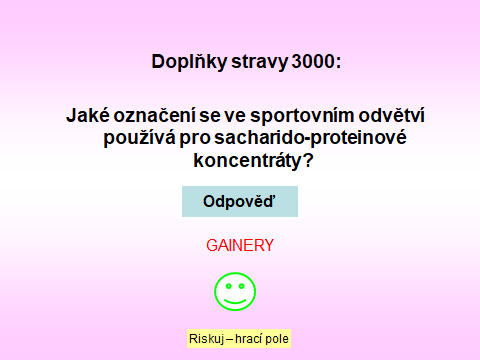 Doplňky stravy 3000:
Jaké označení se ve sportovním odvětví
používá pro sacharido-proteinové
koncentráty?
Odpověď
GAINERY
Riskuj – hrací pole